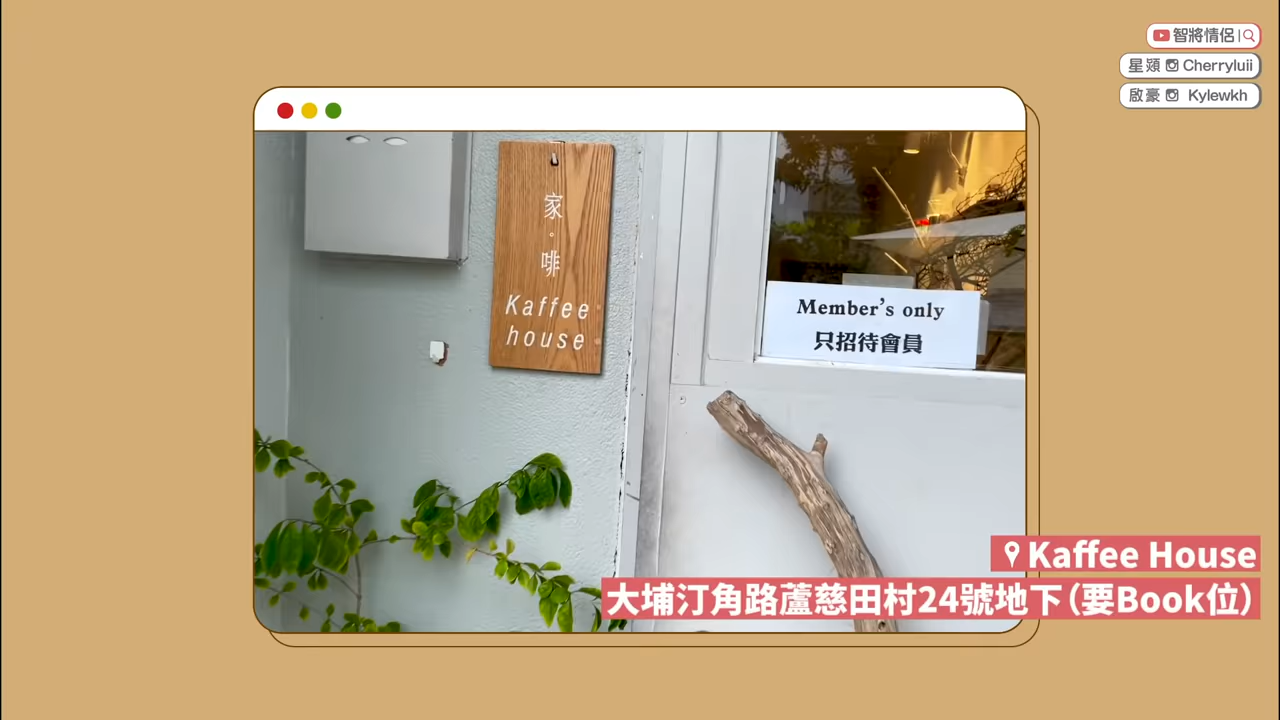 智將情侶
星熲 Cherryluii
啟豪 Kylewkh
家。啡
Kaffee
house
Member's only
只招待會員
Kaffee House
大埔汀角路蘆慈田村24號地下(要Book位)